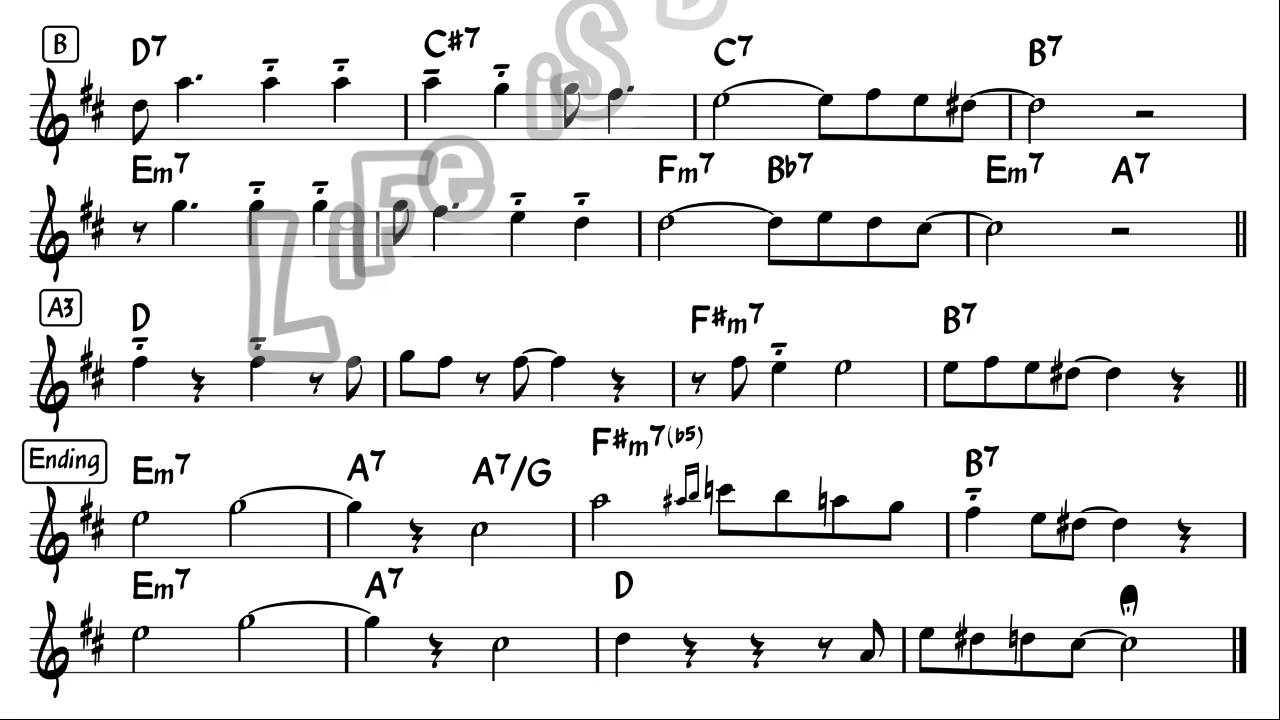 B D7 C#7 C7 B7
Em7 Fm7 Bb7 Em7 A7
A3 D F#m7 B7
Ending Em7 A7 A7/G F#m7(b5) B7
Em7 A7 D
LiFe iS